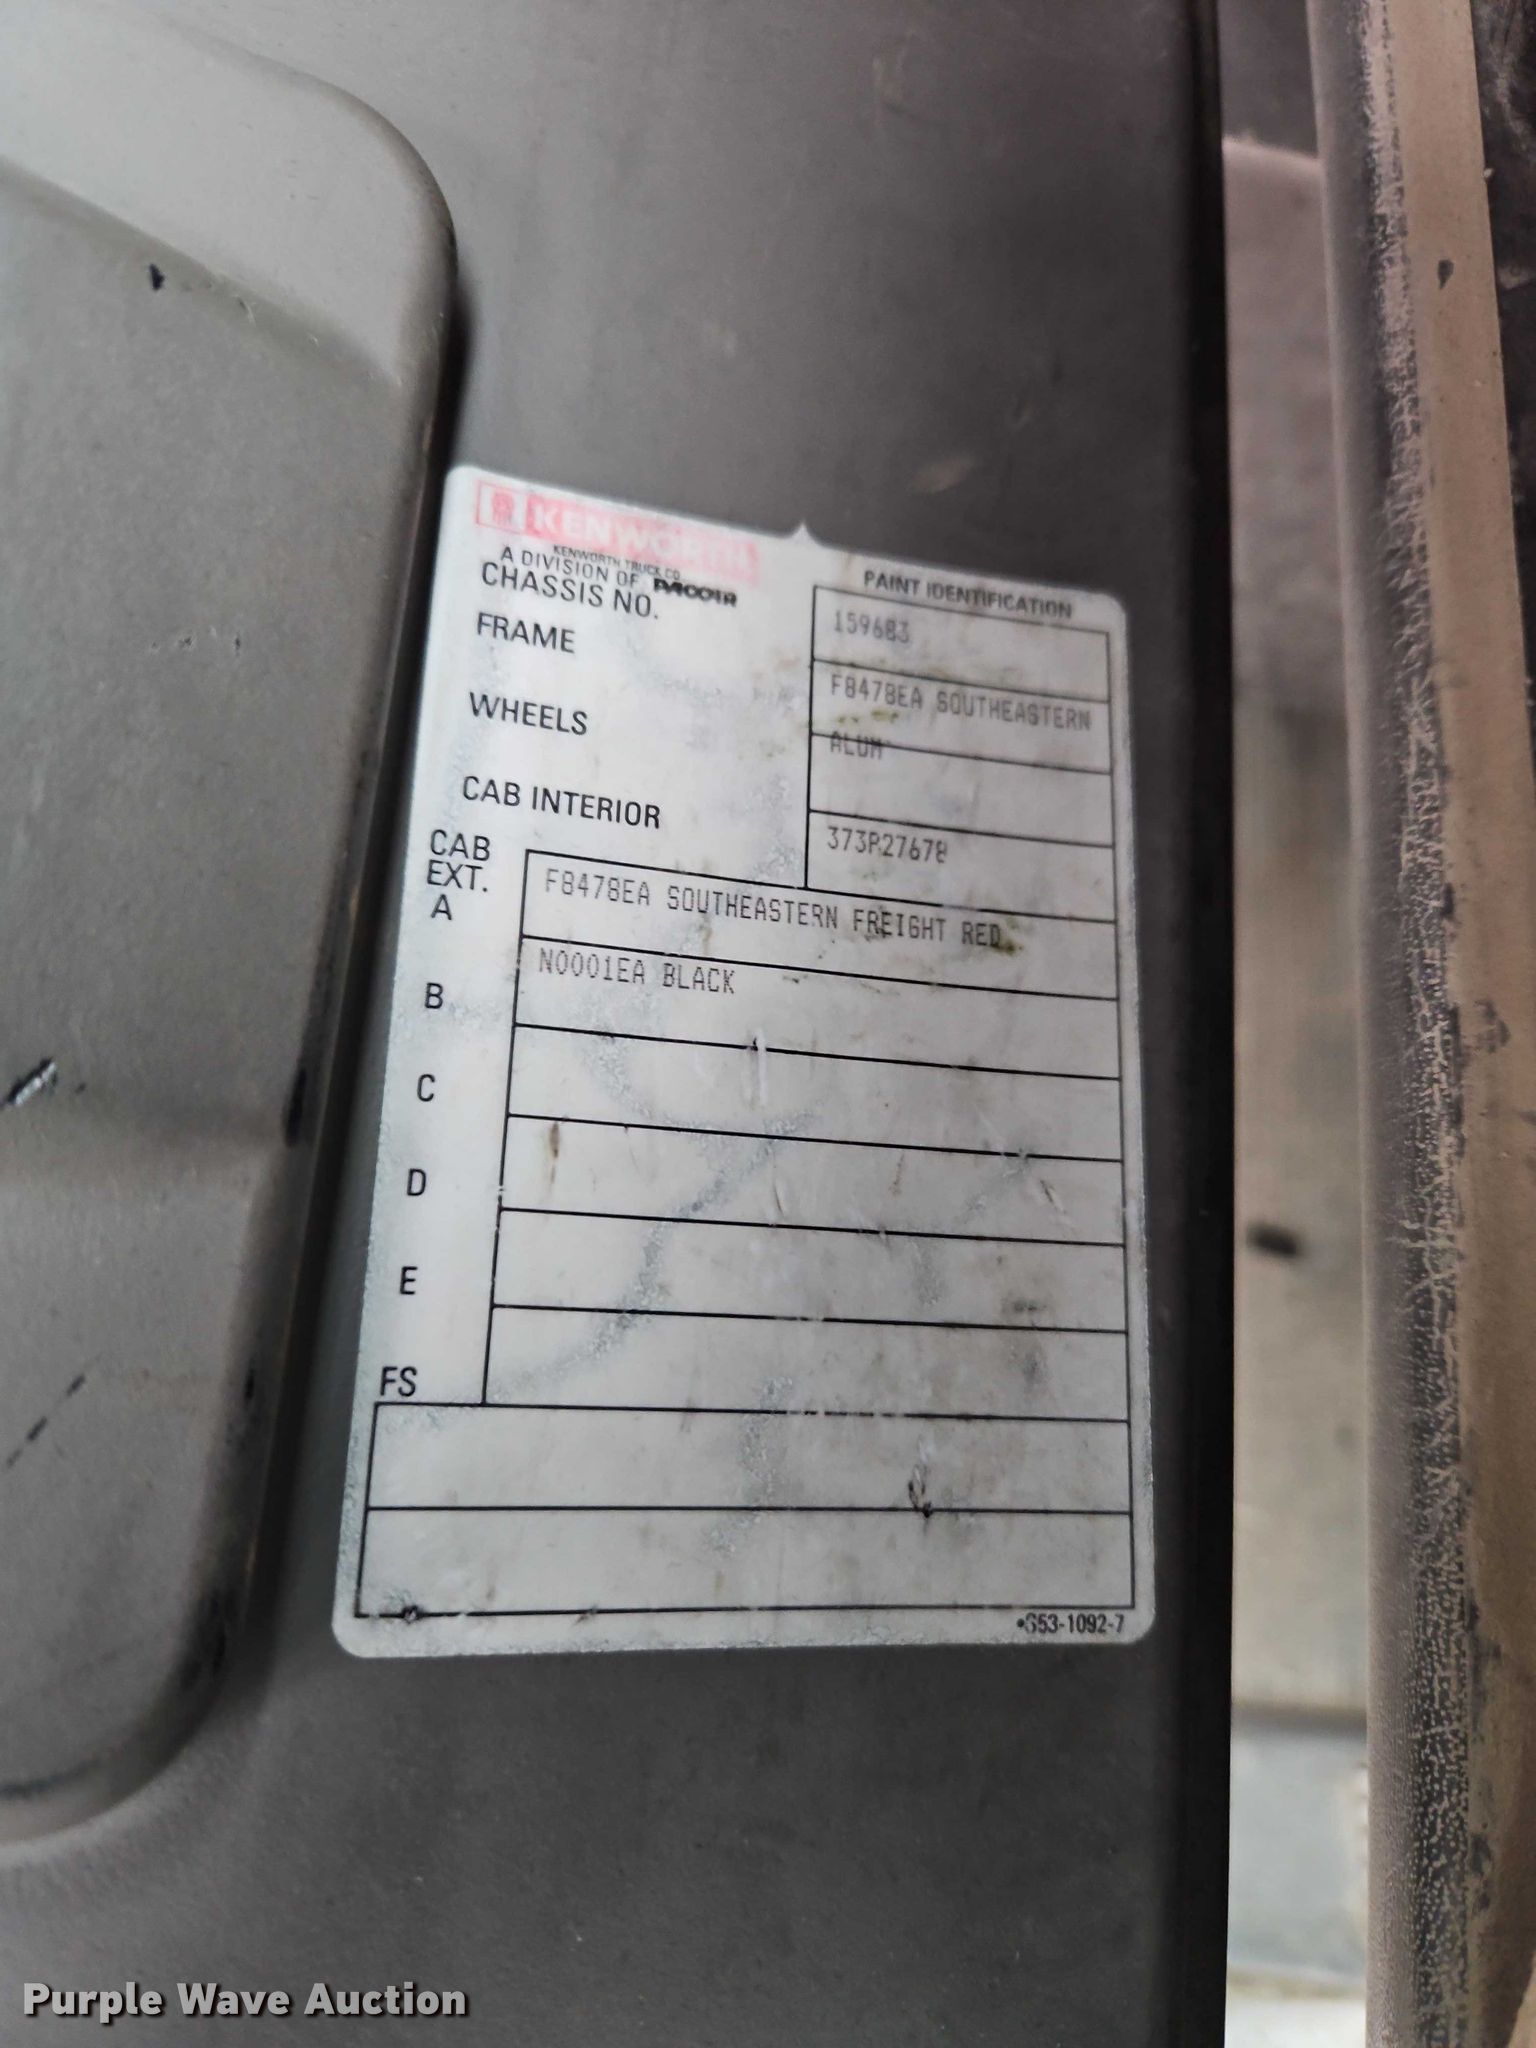 KENWORTH
KENWORTH TRUCK CO.
A DIVISION OF PACCAR
PAINT IDENTIFICATION
CHASSIS NO. 159683
FRAME F8478EA SOUTHEASTERN
WHEELS ALUM
CAB INTERIOR 373P27678
CAB
EXT.
A F8478EA SOUTHEASTERN FREIGHT RED
B N0001EA BLACK
C
D
E
FS
•S53-1092-7
Purple Wave Auction